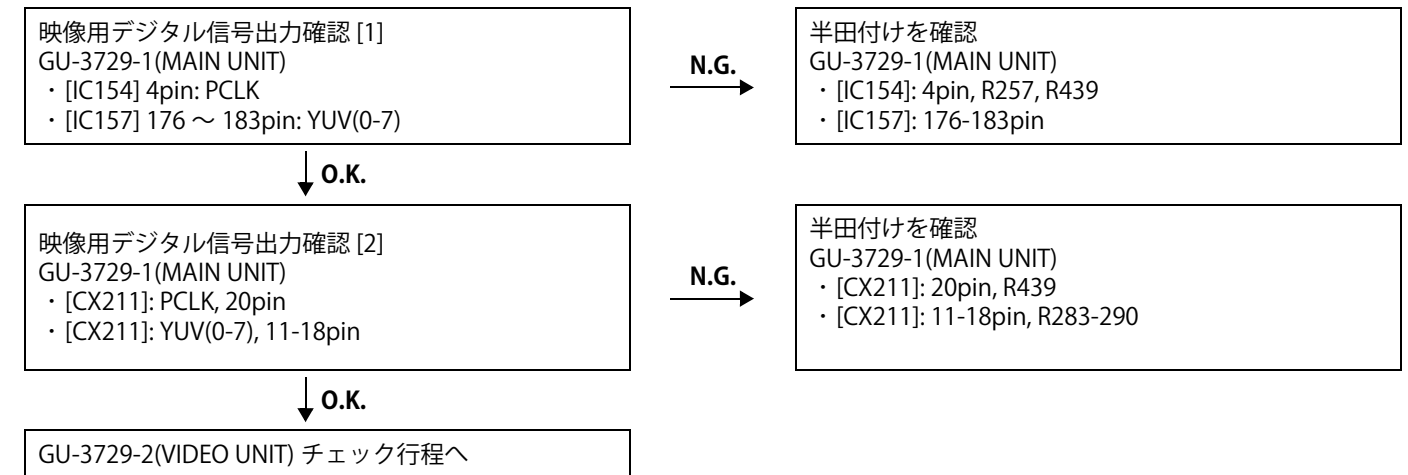 映像用デジタル信号出力確認 [1]
GU-3729-1(MAIN UNIT)
・[IC154] 4pin: PCLK
・[IC157] 176 ～ 183pin: YUV(0-7)
N.G.
半田付けを確認
GU-3729-1(MAIN UNIT)
・[IC154]: 4pin, R257, R439
・[IC157]: 176-183pin
O.K.
映像用デジタル信号出力確認 [2]
GU-3729-1(MAIN UNIT)
・[CX211]: PCLK, 20pin
・[CX211]: YUV(0-7), 11-18pin
N.G.
半田付けを確認
GU-3729-1(MAIN UNIT)
・[CX211]: 20pin, R439
・[CX211]: 11-18pin, R283-290
O.K.
GU-3729-2(VIDEO UNIT) チェック行程へ